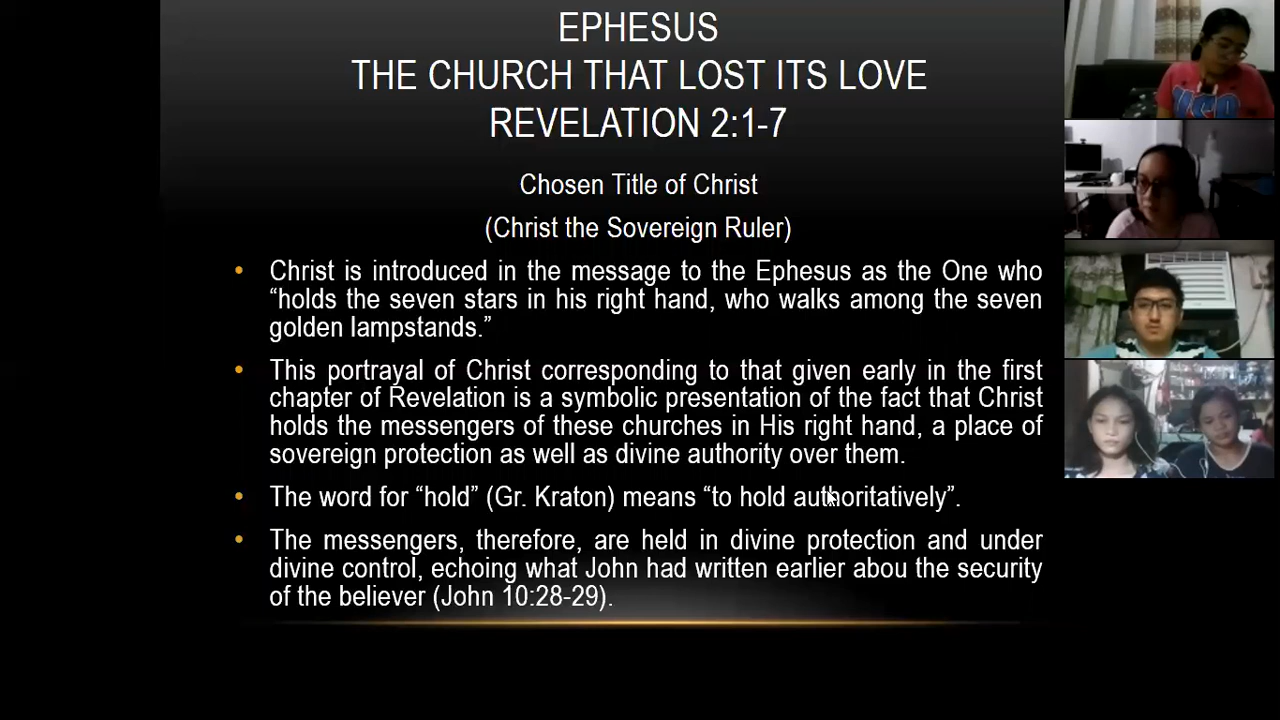 EPHESUS
THE CHURCH THAT LOST ITS LOVE
REVELATION 2:1-7
Chosen Title of Christ
(Christ the Sovereign Ruler)
• Christ is introduced in the message to the Ephesus as the One who
“holds the seven stars in his right hand, who walks among the seven
golden lampstands.”
• This portrayal of Christ corresponding to that given early in the first
chapter of Revelation is a symbolic presentation of the fact that Christ
holds the messengers of these churches in His right hand, a place of
sovereign protection as well as divine authority over them.
• The word for “hold” (Gr. Kraton) means “to hold authoritatively”.
• The messengers, therefore, are held in divine protection and under
divine control, echoing what John had written earlier abou the security
of the believer (John 10:28-29).